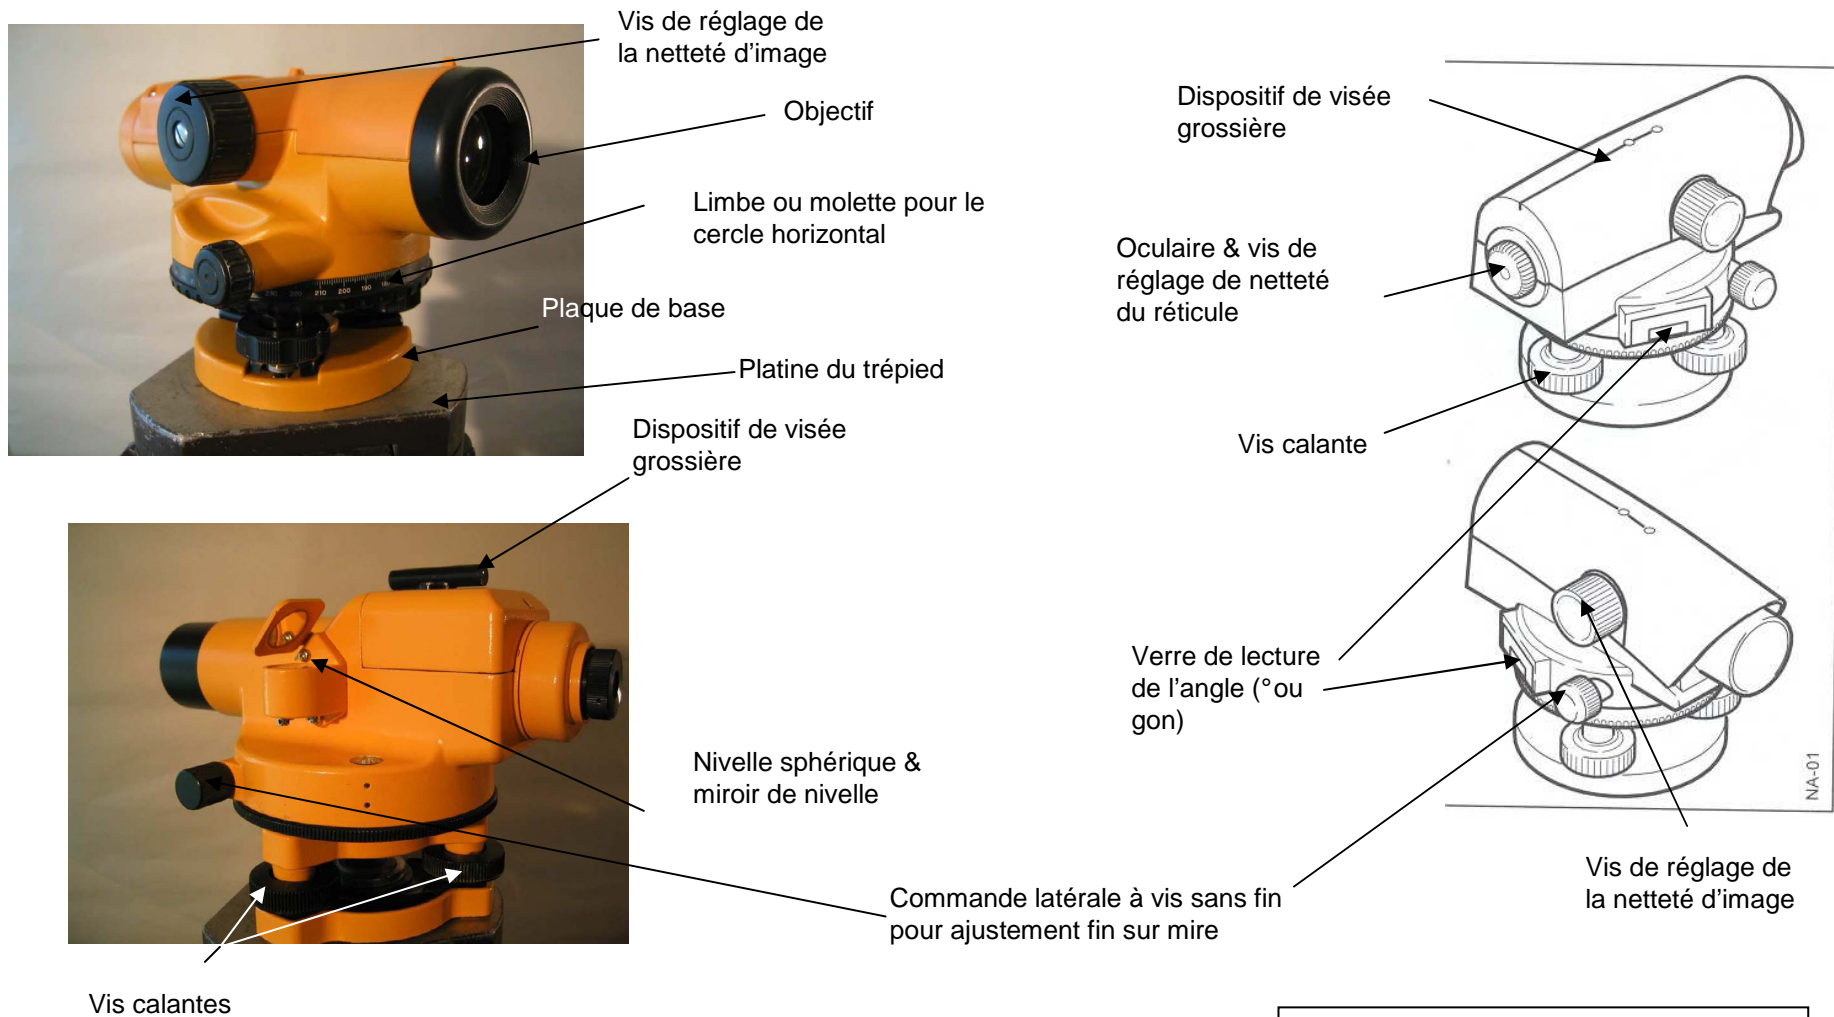 Vis de réglage de
la netteté d’image
Objectif
Limbe ou molette pour le
cercle horizontal
Plaque de base
Platine du trépied
Dispositif de visée
grossière
Nivelle sphérique &
miroir de nivelle
Commande latérale à vis sans fin
pour ajustement fin sur mire
Vis calantes
Dispositif de visée
grossière
Oculaire & vis de
réglage de netteté
du réticule
Vis calante
Verre de lecture
de l’angle (° ou
gon)
Vis de réglage de
la netteté d’image
NA-01
210 200 190